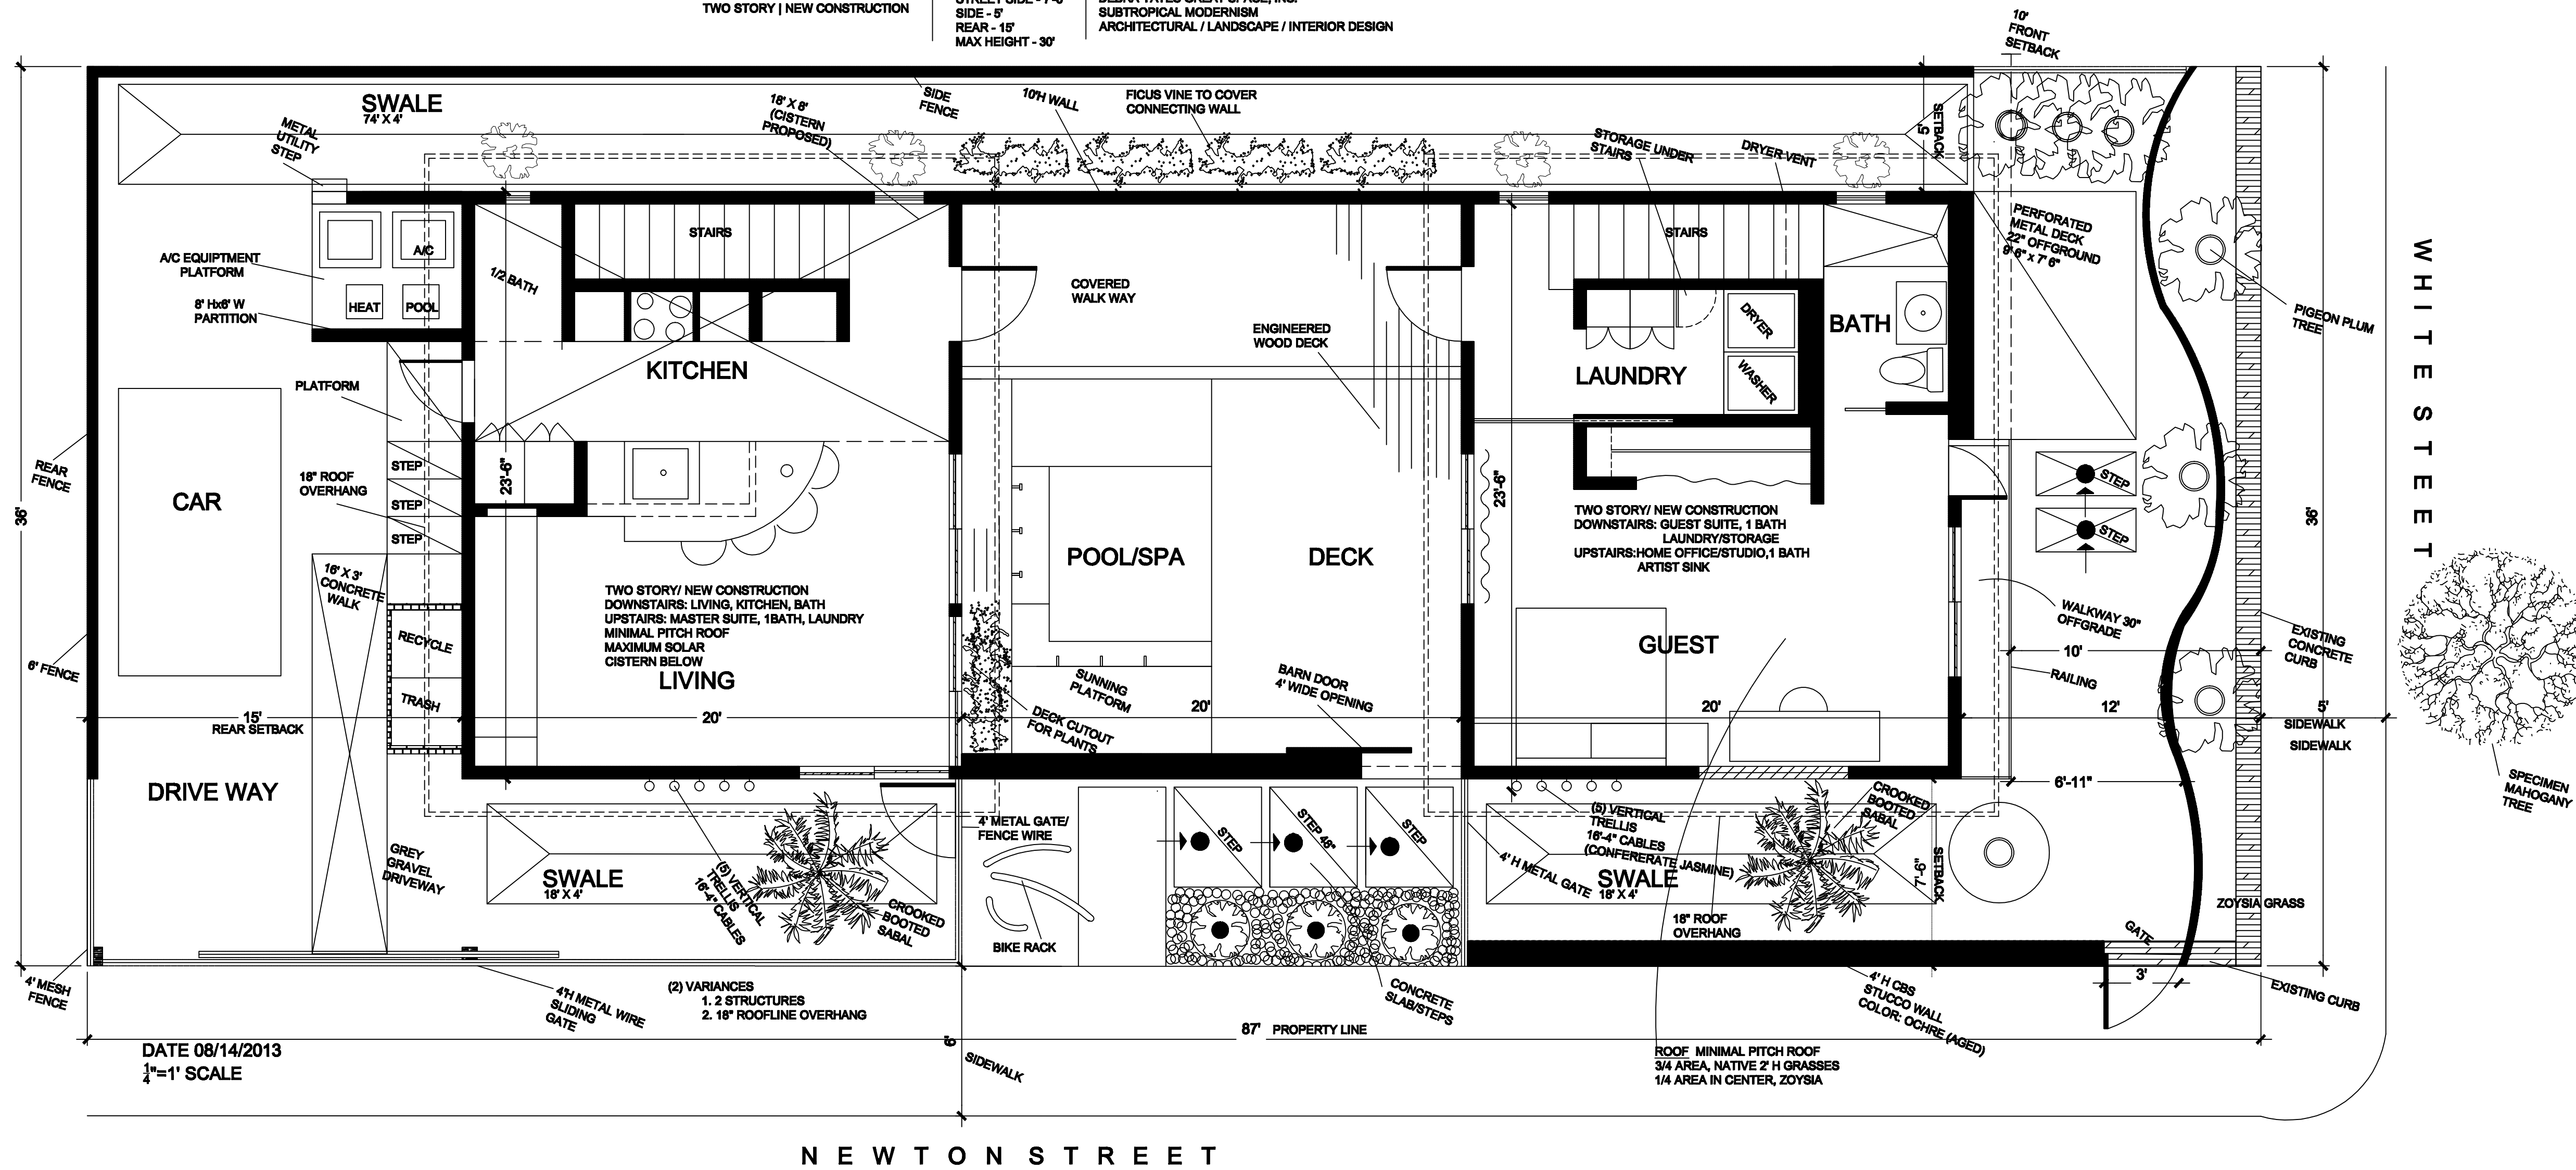 TWO STORY | NEW CONSTRUCTION
SIDE - 5'
REAR - 15'
MAX HEIGHT - 30'
SUBTROPICAL MODERNISM
ARCHITECTURAL / LANDSCAPE / INTERIOR DESIGN
10'
FRONT
SETBACK
SWALE
74' X 4'
METAL
UTILITY
STEP
18' X 8'
(CISTERN
PROPOSED)
SIDE
FENCE
10'H WALL
FICUS VINE TO COVER
CONNECTING WALL
STORAGE UNDER
STAIRS
DRYER VENT
5'
SETBACK
A/C
A/C EQUIPTMENT
PLATFORM
HEAT
POOL
8' Hx6' W
PARTITION
1/2 BATH
STAIRS
COVERED
WALK WAY
ENGINEERED
WOOD DECK
STAIRS
DRYER
WASHER
LAUNDRY
BATH
PERFORATED
METAL DECK
22" OFFGROUND
9' 6" x 7' 6"
PIGEON PLUM
TREE
WHITE STEET
KITCHEN
PLATFORM
REAR
FENCE
CAR
STEP
STEP
STEP
18" ROOF
OVERHANG
23'-6"
36'
16' X 3'
CONCRETE
WALK
RECYCLE
TRASH
6' FENCE
TWO STORY/ NEW CONSTRUCTION
DOWNSTAIRS: LIVING, KITCHEN, BATH
UPSTAIRS: MASTER SUITE, 1BATH, LAUNDRY
MINIMAL PITCH ROOF
MAXIMUM SOLAR
CISTERN BELOW
LIVING
POOL/SPA
DECK
SUNNING
PLATFORM
DECK CUTOUT
FOR PLANTS
BARN DOOR
4' WIDE OPENING
23'-6"
TWO STORY/ NEW CONSTRUCTION
DOWNSTAIRS: GUEST SUITE, 1 BATH
LAUNDRY/STORAGE
UPSTAIRS:HOME OFFICE/STUDIO,1 BATH
ARTIST SINK
GUEST
STEP
STEP
36'
WALKWAY 30"
OFFGRADE
10'
RAILING
EXISTING
CONCRETE
CURB
15'
REAR SETBACK
20'
20'
20'
12'
5'
SIDEWALK
SIDEWALK
6'-11"
SPECIMEN
MAHOGANY
TREE
DRIVE WAY
GREY
GRAVEL
DRIVEWAY
SWALE
18' X 4'
(5) VERTICAL
TRELLIS
16'-4" CABLES
CROOKED
BOOTED
SABAL
4' METAL GATE/
FENCE WIRE
BIKE RACK
STEP
STEP 46"
STEP
4' H METAL GATE
(5) VERTICAL
TRELLIS
16'-4" CABLES
(CONFERERATE JASMINE)
SWALE
18' X 4'
CROOKED
BOOTED
SABAL
7'-6"
SETBACK
18" ROOF
OVERHANG
ZOYSIA GRASS
GATE
3'
EXISTING CURB
4' MESH
FENCE
4'H METAL WIRE
SLIDING
GATE
(2) VARIANCES
1. 2 STRUCTURES
2. 18" ROOFLINE OVERHANG
CONCRETE
SLAB/STEPS
4' H CBS
STUCCO WALL
COLOR: OCHRE (AGED)
87' PROPERTY LINE
DATE 08/14/2013
1/4"=1' SCALE
6'
SIDEWALK
ROOF MINIMAL PITCH ROOF
3/4 AREA, NATIVE 2' H GRASSES
1/4 AREA IN CENTER, ZOYSIA
NEWTON STREET